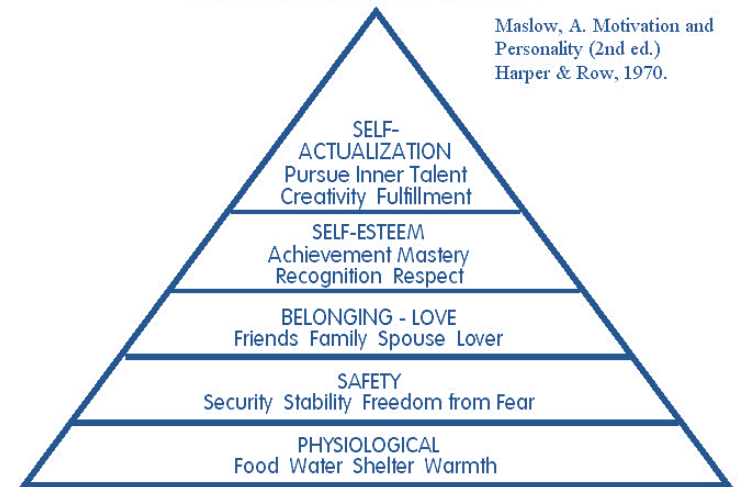 Maslow, A. Motivation and
Personality (2nd ed.)
Harper & Row, 1970.
SELF-
ACTUALIZATION
Pursue Inner Talent
Creativity Fulfillment
SELF-ESTEEM
Achievement Mastery
Recognition Respect
BELONGING - LOVE
Friends Family Spouse Lover
SAFETY
Security Stability Freedom from Fear
PHYSIOLOGICAL
Food Water Shelter Warmth